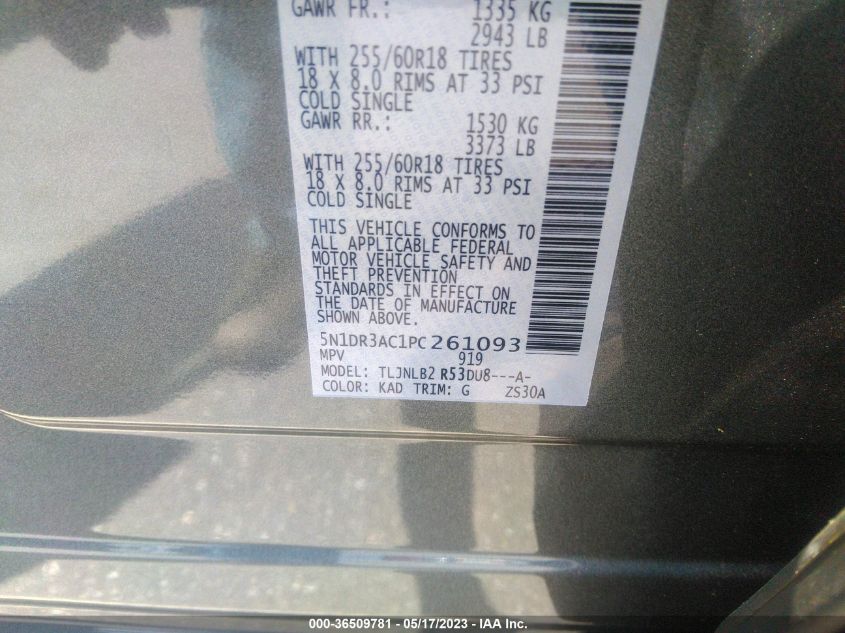 GAWR FR.: 1335 KG
2943 LB
WITH 255/60R18 TIRES
18 X 8.0 RIMS AT 33 PSI
COLD SINGLE
GAWR RR.: 1530 KG
3373 LB
WITH 255/60R18 TIRES
18 X 8.0 RIMS AT 33 PSI
COLD SINGLE
THIS VEHICLE CONFORMS TO
ALL APPLICABLE FEDERAL
MOTOR VEHICLE SAFETY AND
THEFT PREVENTION
STANDARDS IN EFFECT ON
THE DATE OF MANUFACTURE
SHOWN ABOVE.
5N1DR3AC1PC261093
MPV 919
MODEL: TLJNLB2 R53DU8---A-
COLOR: KAD TRIM: G ZS30A
000-36509781 - 05/17/2023 - IAA Inc.